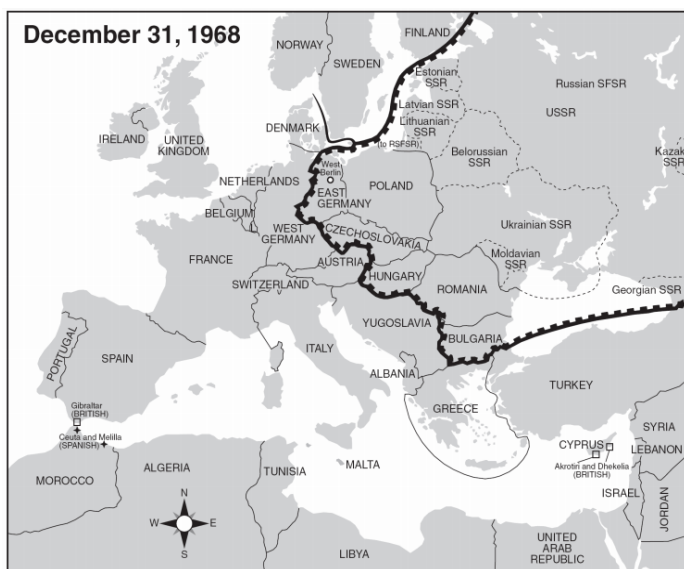 December 31, 1968
NORWAY
SWEDEN
FINLAND
Estonian
SSR
Russian SFSR
Latvian SSR
USSR
Lithuanian
SSR
(to RSFSR)
DENMARK
IRELAND
UNITED
KINGDOM
Belorussian
SSR
Kazak
SSR
West
Berlin
NETHERLANDS
EAST
GERMANY
POLAND
BELGIUM
WEST
GERMANY
CZECHOSLOVAKIA
Ukrainian SSR
FRANCE
AUSTRIA
Moldavian
SSR
SWITZERLAND
HUNGARY
ROMANIA
Georgian SSR
YUGOSLAVIA
BULGARIA
PORTUGAL
SPAIN
ITALY
ALBANIA
TURKEY
GREECE
Gibraltar
(BRITISH)
Ceuta and Melilla
(SPANISH)
SYRIA
CYPRUS
LEBANON
Akrotiri and Dhekelia
(BRITISH)
MOROCCO
ALGERIA
TUNISIA
MALTA
ISRAEL
JORDAN
N
W
E
S
LIBYA
UNITED
ARAB
REPUBLIC